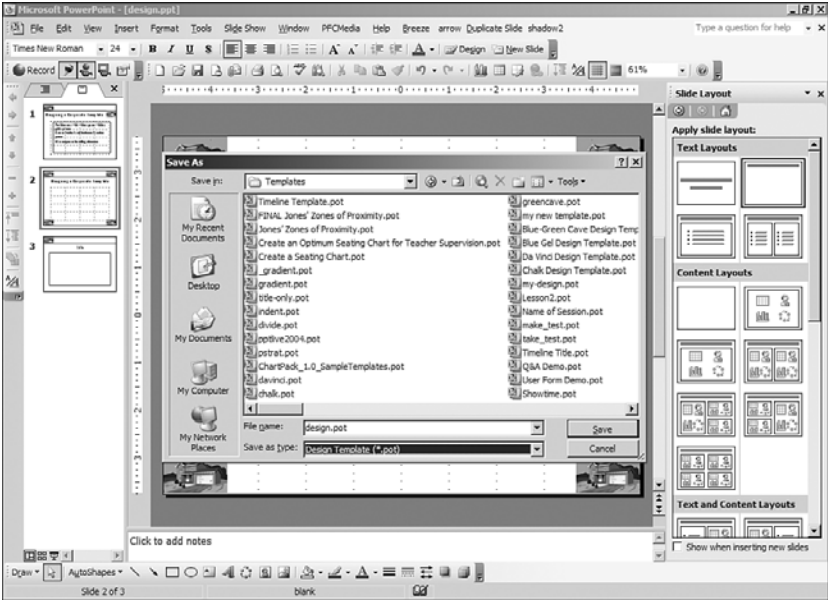 Microsoft PowerPoint - [design.ppt]
File Edit View Insert Format Tools Slide Show Window PFCMedia Help Breeze arrow Duplicate Slide shadow2
Type a question for help
Times New Roman 24 B I U S A A A Design New Slide
Record 61%
Slide Layout
Apply slide layout:
Text Layouts
Content Layouts
Text and Content Layouts
Show when inserting new slides
1
2
3
Save As
Save in: Templates Tools
My Recent
Documents
Desktop
My Documents
My Computer
My Network
Places
Timeline Template.pot
FINAL Jones' Zones of Proximity.pot
Jones' Zones of Proximity.pot
Create an Optimum Seating Chart for Teacher Supervision.pot
Create a Seating Chart.pot
_gradient.pot
gradient.pot
title-only.pot
indent.pot
divide.pot
pptlive2004.pot
pstrat.pot
ChartPack_1.0_SampleTemplates.pot
davinci.pot
chalk.pot
greencave.pot
my new template.pot
Blue-Green Cave Design Temp
Blue Gel Design Template.pot
Da Vinci Design Template.pot
Chalk Design Template.pot
my-design.pot
Lesson2.pot
Name of Session.pot
make_test.pot
take_test.pot
Timeline Title.pot
Q&A Demo.pot
User Form Demo.pot
Showtime.pot
File name: design.pot Save
Save as type: Design Template (*.pot) Cancel
Click to add notes
Draw AutoShapes
Slide 2 of 3 blank